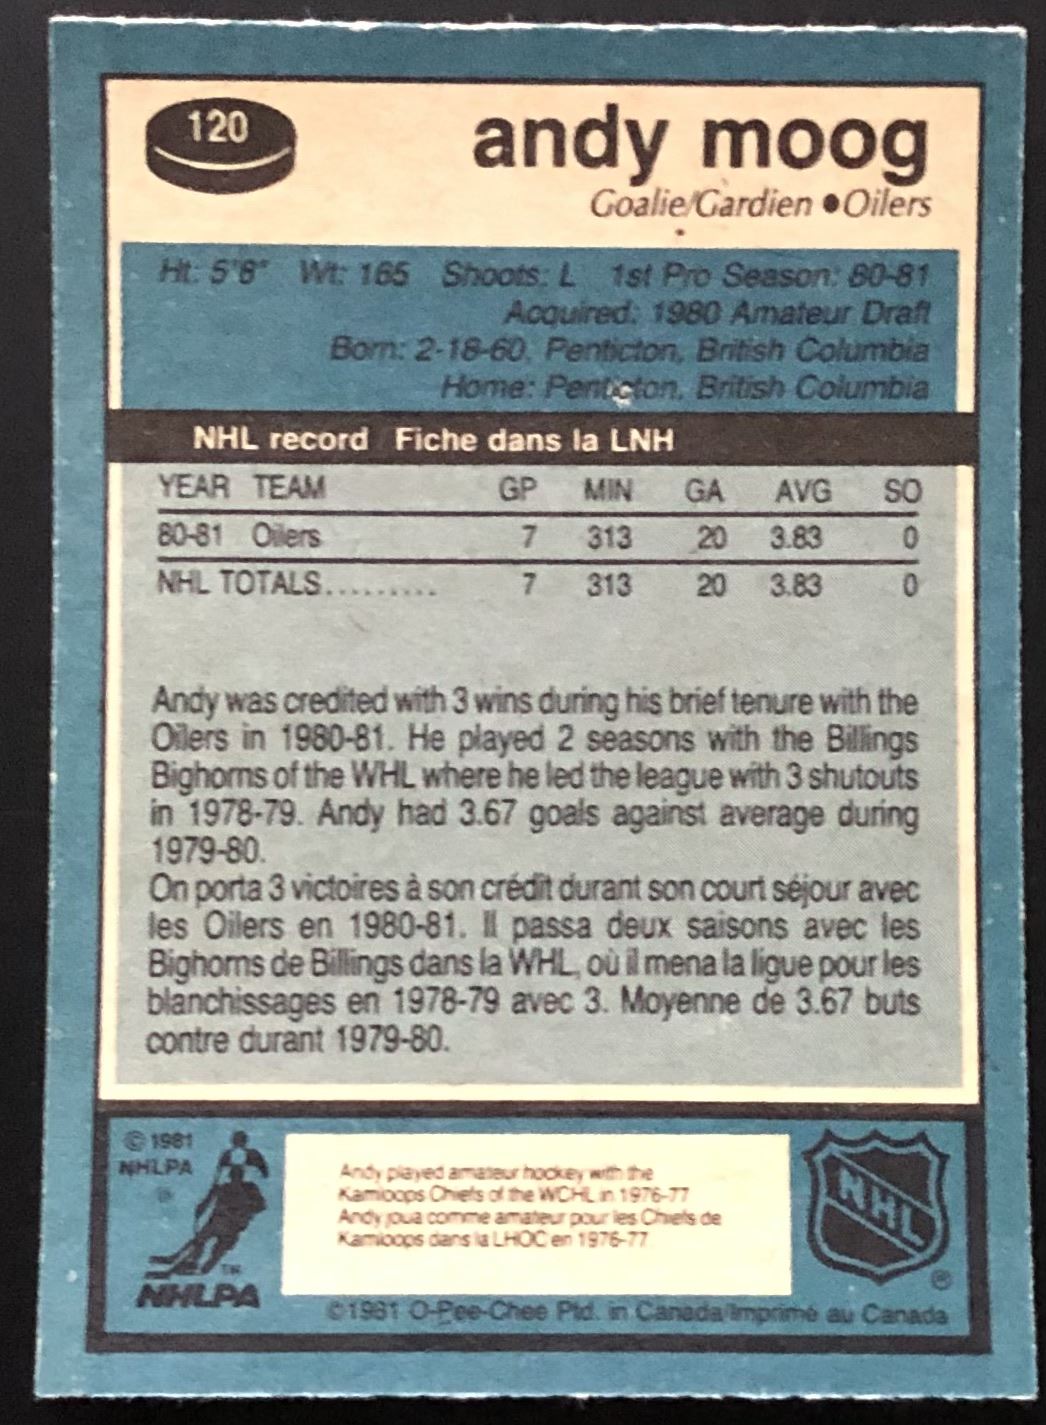 120
andy moog
Goalie/Gardien ● Oilers
Ht: 5'8" Wt: 165 Shoots: L 1st Pro Season: 80-81
Acquired: 1980 Amateur Draft
Born: 2-18-60, Penticton, British Columbia
Home: Penticton, British Columbia
NHL record Fiche dans la LNH
YEAR TEAM GP MIN GA AVG SO
80-81 Oilers 7 313 20 3.83 0
NHL TOTALS......... 7 313 20 3.83 0
Andy was credited with 3 wins during his brief tenure with the
Oilers in 1980-81. He played 2 seasons with the Billings
Bighorns of the WHL where he led the league with 3 shutouts
in 1978-79. Andy had 3.67 goals against average during
1979-80.
On porta 3 victoires à son crédit durant son court séjour avec
les Oilers en 1980-81. Il passa deux saisons avec les
Bighorns de Billings dans la WHL, où il mena la ligue pour les
blanchissages en 1978-79 avec 3. Moyenne de 3.67 buts
contre durant 1979-80.
© 1981
NHLPA
®
TM
NHLPA
Andy played amateur hockey with the
Kamloops Chiefs of the WCHL in 1976-77
Andy joua comme amateur pour les Chiefs de
Kamloops dans la LHOC en 1976-77
NHL
®
©1981 O-Pee-Chee Ptd. in Canada/Imprimé au Canada